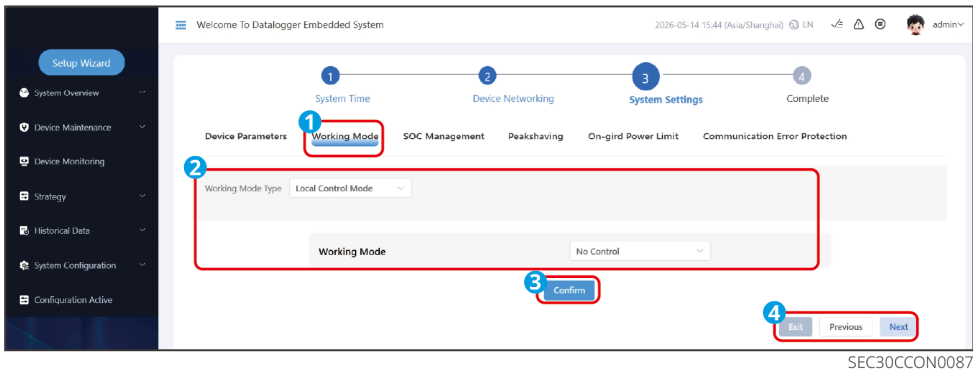 Welcome To Datalogger Embedded System
2026-05-14 15:44 (Asia/Shanghai) EN
admin
Setup Wizard
System Overview
Device Maintenance
Device Monitoring
Strategy
Historical Data
System Configuration
Configuration Active
1 2 3 4
System Time Device Networking System Settings Complete
1
Device Parameters Working Mode SOC Management Peakshaving On-gird Power Limit Communication Error Protection
2
Working Mode Type Local Control Mode
Working Mode No Control
3
Confirm
4
Exit Previous Next
SEC30CCON0087